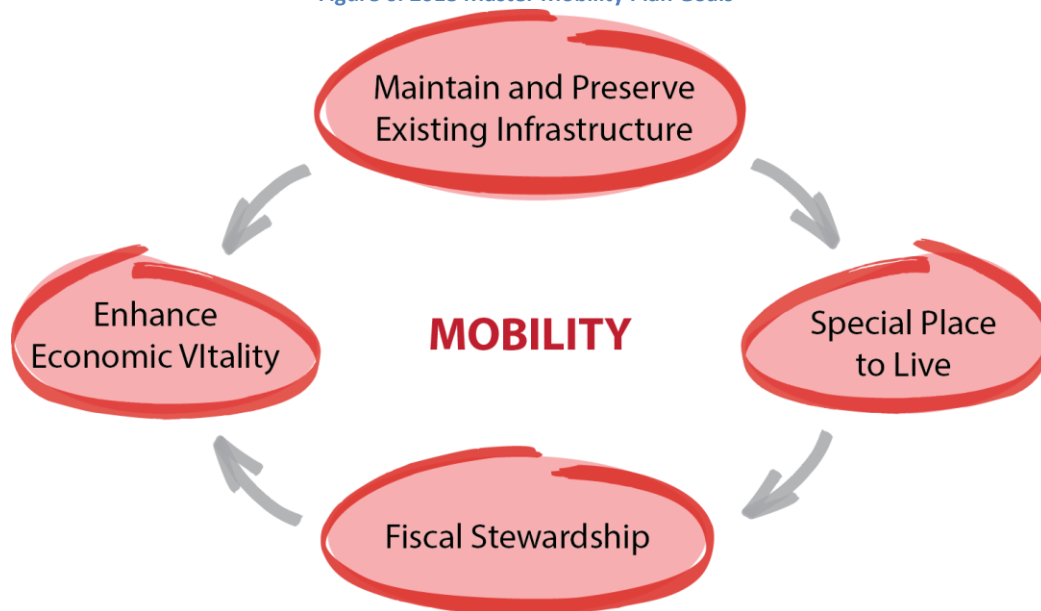 Maintain and Preserve
Existing Infrastructure
Enhance
Economic VItality
MOBILITY
Special Place
to Live
Fiscal Stewardship